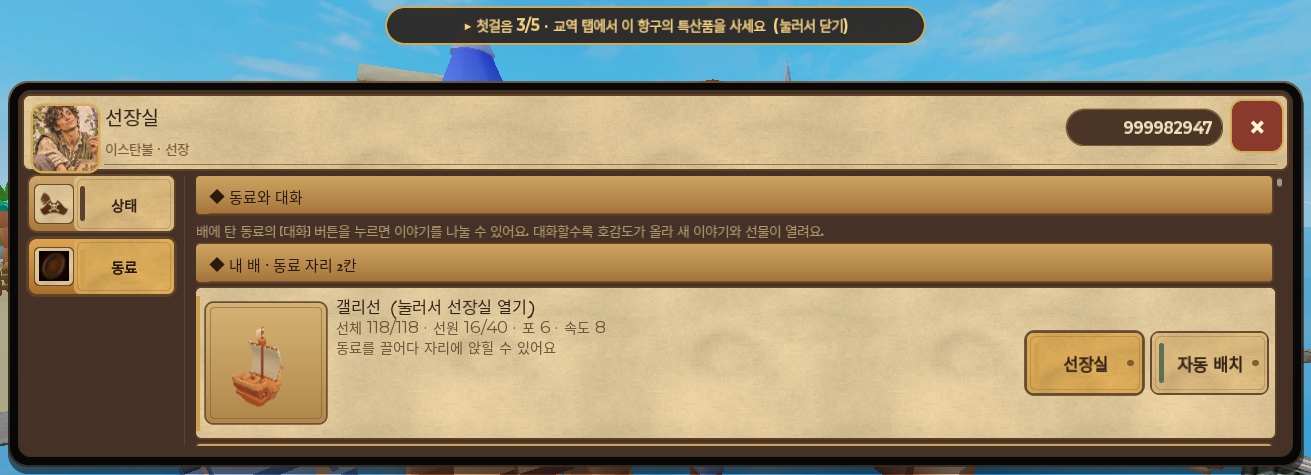 ▸ 첫걸음 3/5 · 교역 탭에서 이 항구의 특산품을 사세요 (눌러서 닫기)
선장실
이스탄불 · 선장
999982947
×
상태
동료
◆ 동료와 대화
배에 탄 동료의 [대화] 버튼을 누르면 이야기를 나눌 수 있어요. 대화할수록 호감도가 올라 새 이야기와 선물이 열려요.
◆ 내 배 · 동료 자리 2칸
갤리선 (눌러서 선장실 열기)
선체 118/118 · 선원 16/40 · 포 6 · 속도 8
동료를 끌어다 자리에 앉힐 수 있어요
선장실
자동 배치